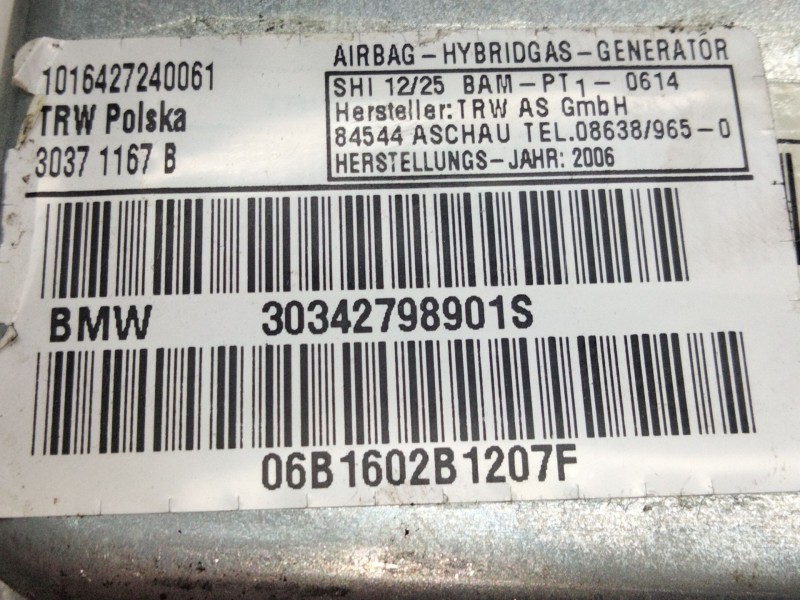 1016427240061
TRW Polska
3037 1167 B
AIRBAG-HYBRIDGAS-GENERATOR
SHI 12/25 BAM-PT1-0614
Hersteller: TRW AS GmbH
84544 ASCHAU TEL.08638/965-0
HERSTELLUNGS-JAHR: 2006
BMW 30342798901S
06B1602B1207F